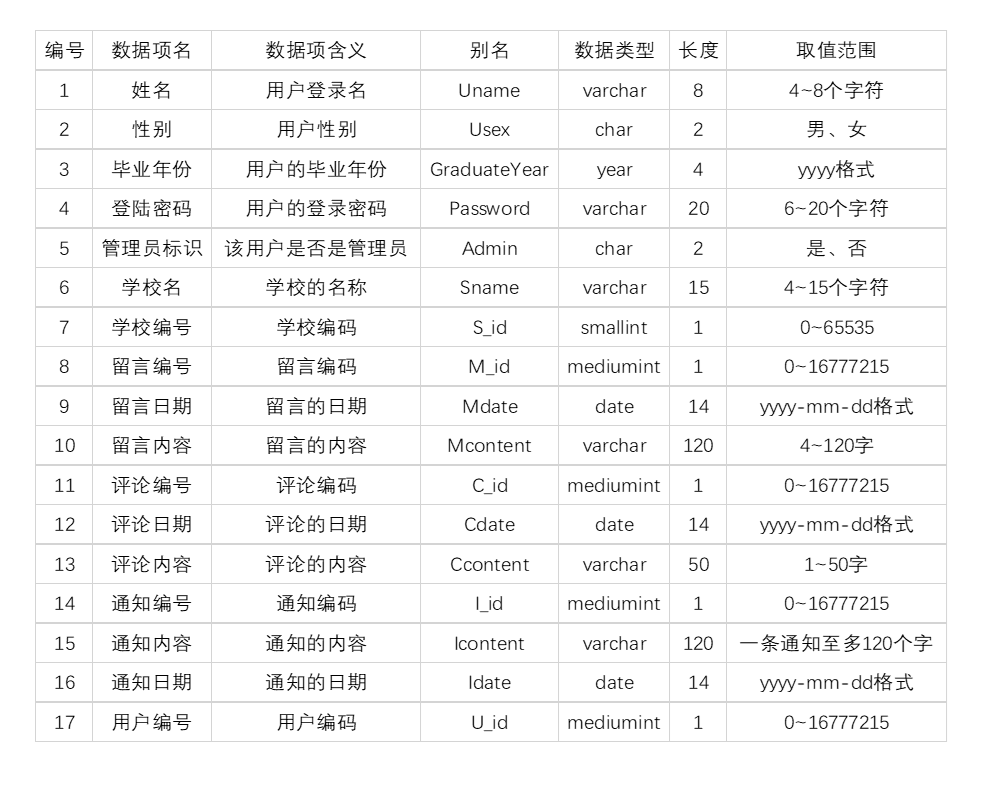 编号 数据项名 数据项含义 别名 数据类型 长度 取值范围
1 姓名 用户登录名 Uname varchar 8 4~8个字符
2 性别 用户性别 Usex char 2 男、女
3 毕业年份 用户的毕业年份 GraduateYear year 4 yyyy格式
4 登陆密码 用户的登录密码 Password varchar 20 6~20个字符
5 管理员标识 该用户是否是管理员 Admin char 2 是、否
6 学校名 学校的名称 Sname varchar 15 4~15个字符
7 学校编号 学校编码 S_id smallint 1 0~65535
8 留言编号 留言编码 M_id mediumint 1 0~16777215
9 留言日期 留言的日期 Mdate date 14 yyyy-mm-dd格式
10 留言内容 留言的内容 Mcontent varchar 120 4~120字
11 评论编号 评论编码 C_id mediumint 1 0~16777215
12 评论日期 评论的日期 Cdate date 14 yyyy-mm-dd格式
13 评论内容 评论的内容 Ccontent varchar 50 1~50字
14 通知编号 通知编码 I_id mediumint 1 0~16777215
15 通知内容 通知的内容 Icontent varchar 120 一条通知至多120个字
16 通知日期 通知的日期 Idate date 14 yyyy-mm-dd格式
17 用户编号 用户编码 U_id mediumint 1 0~16777215